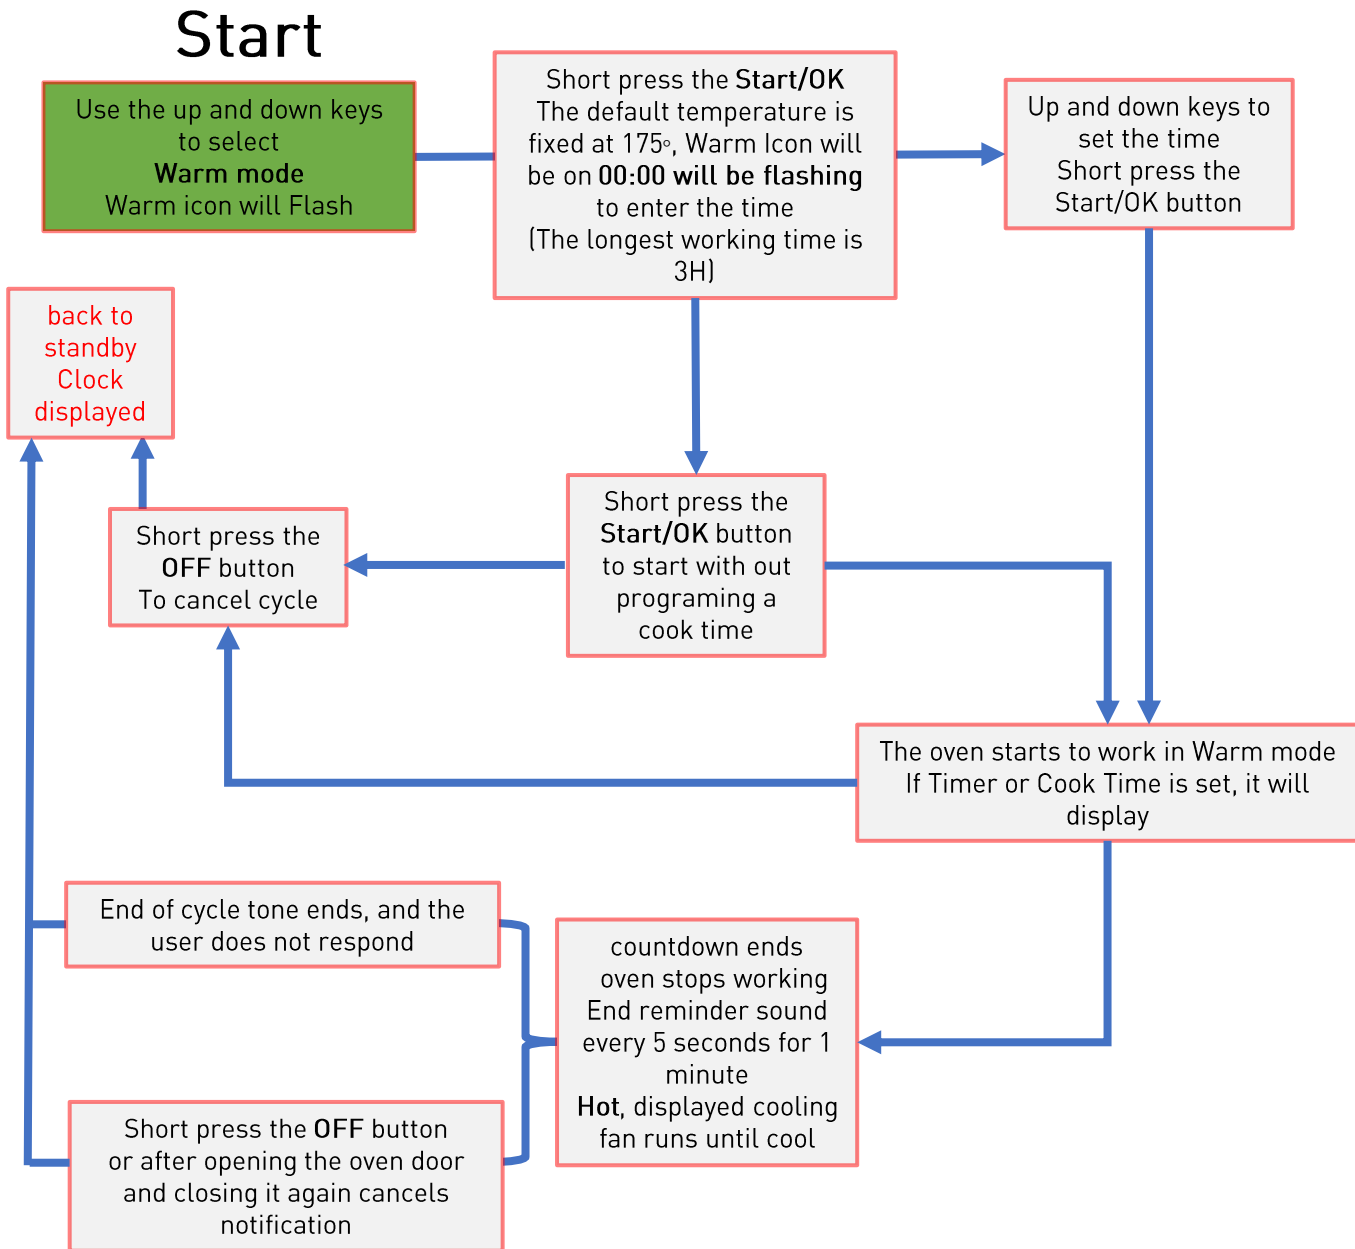 Start
Use the up and down keys
to select
Warm mode
Warm icon will Flash
Short press the Start/OK
The default temperature is
fixed at 175°, Warm Icon will
be on 00:00 will be flashing
to enter the time
(The longest working time is
3H)
Up and down keys to
set the time
Short press the
Start/OK button
back to
standby
Clock
displayed
Short press the
OFF button
To cancel cycle
Short press the
Start/OK button
to start with out
programing a
cook time
The oven starts to work in Warm mode
If Timer or Cook Time is set, it will
display
End of cycle tone ends, and the
user does not respond
countdown ends
oven stops working
End reminder sound
every 5 seconds for 1
minute
Hot, displayed cooling
fan runs until cool
Short press the OFF button
or after opening the oven door
and closing it again cancels
notification